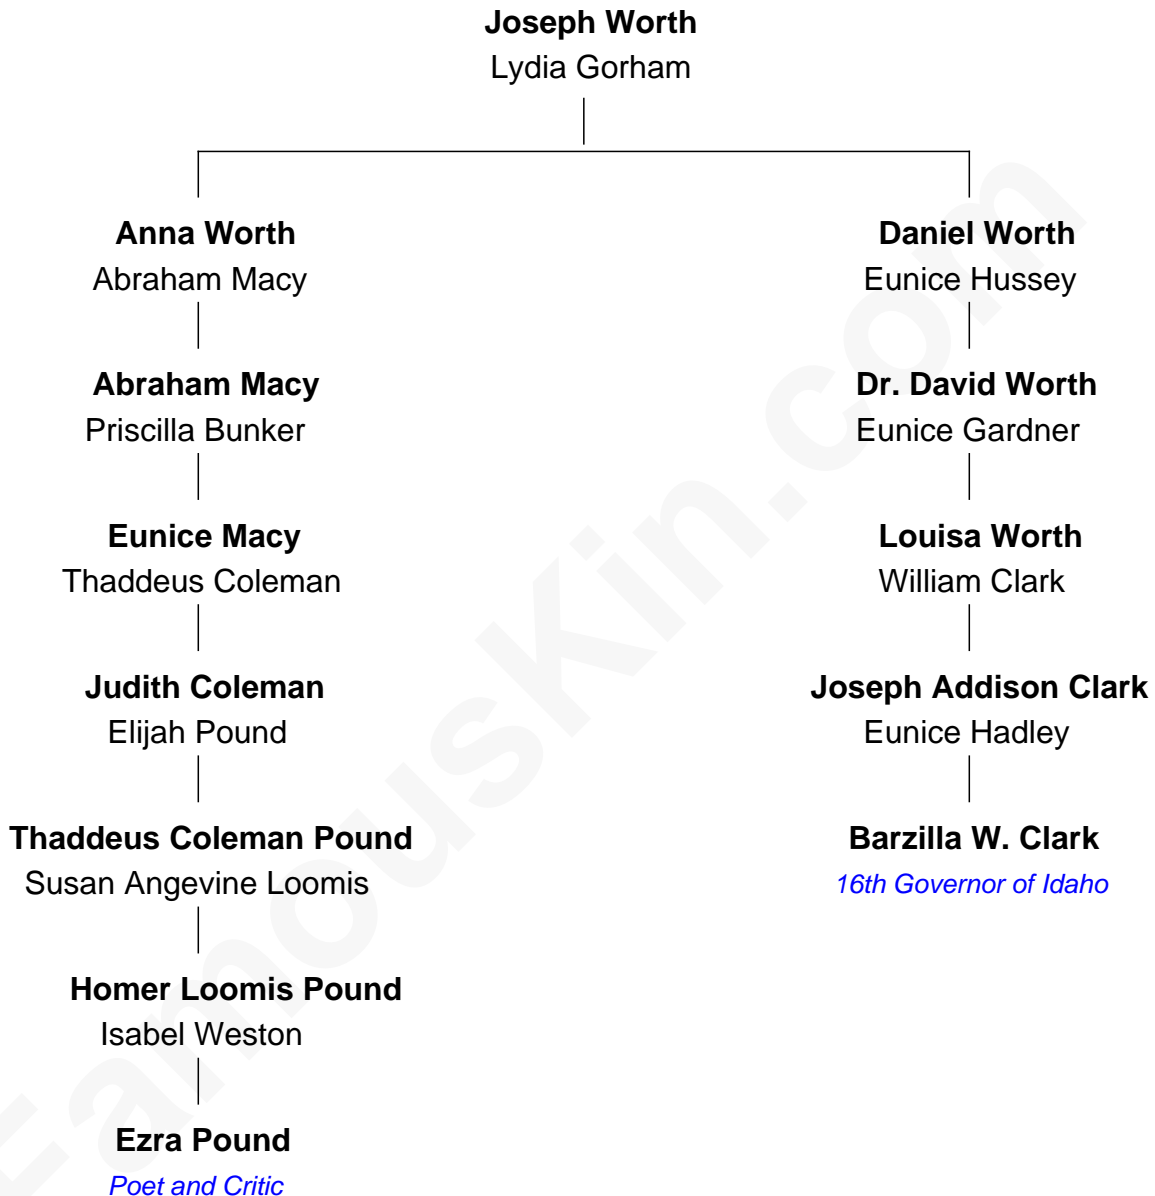 Joseph Worth
Lydia Gorham
Anna Worth
Abraham Macy
Daniel Worth
Eunice Hussey
Abraham Macy
Priscilla Bunker
Dr. David Worth
Eunice Gardner
Eunice Macy
Thaddeus Coleman
Louisa Worth
William Clark
Judith Coleman
Elijah Pound
Joseph Addison Clark
Eunice Hadley
Thaddeus Coleman Pound
Susan Angevine Loomis
Barzilla W. Clark
16th Governor of Idaho
Homer Loomis Pound
Isabel Weston
Ezra Pound
Poet and Critic
FamousKin.com